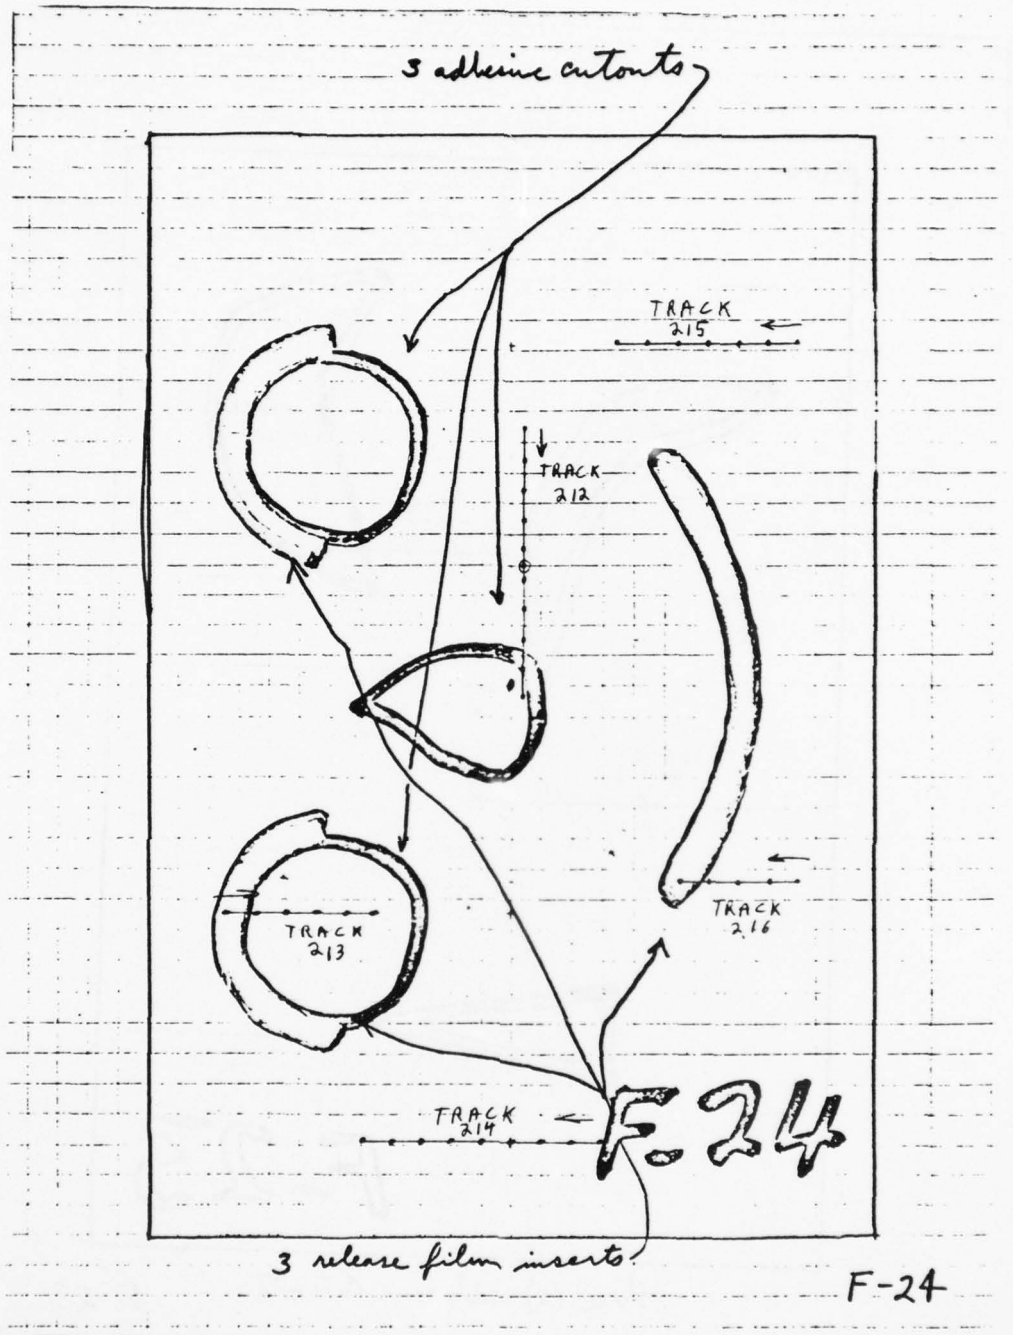 3 adhesive cutouts
TRACK
215
TRACK
212
TRACK
213
TRACK
216
TRACK
214
F-24
3 release film inserts
F-24